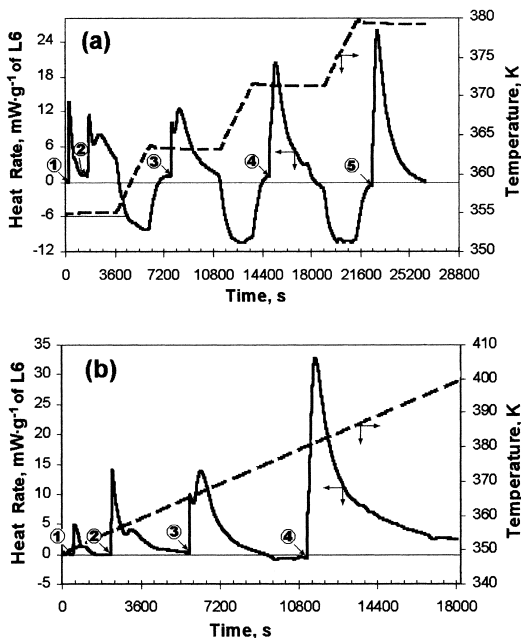 (a)
Heat Rate, mW·g⁻¹ of L6
24
18
12
6
0
-6
-12
① ② ③ ④ ⑤
380
375
370
365
360
355
350
Temperature, K
0 3600 7200 10800 14400 18000 21600 25200 28800
Time, s
(b)
Heat Rate, mW·g⁻¹ of L6
35
30
25
20
15
10
5
0
-5
① ② ③ ④
410
400
390
380
370
360
350
340
Temperature, K
0 3600 7200 10800 14400 18000
Time, s